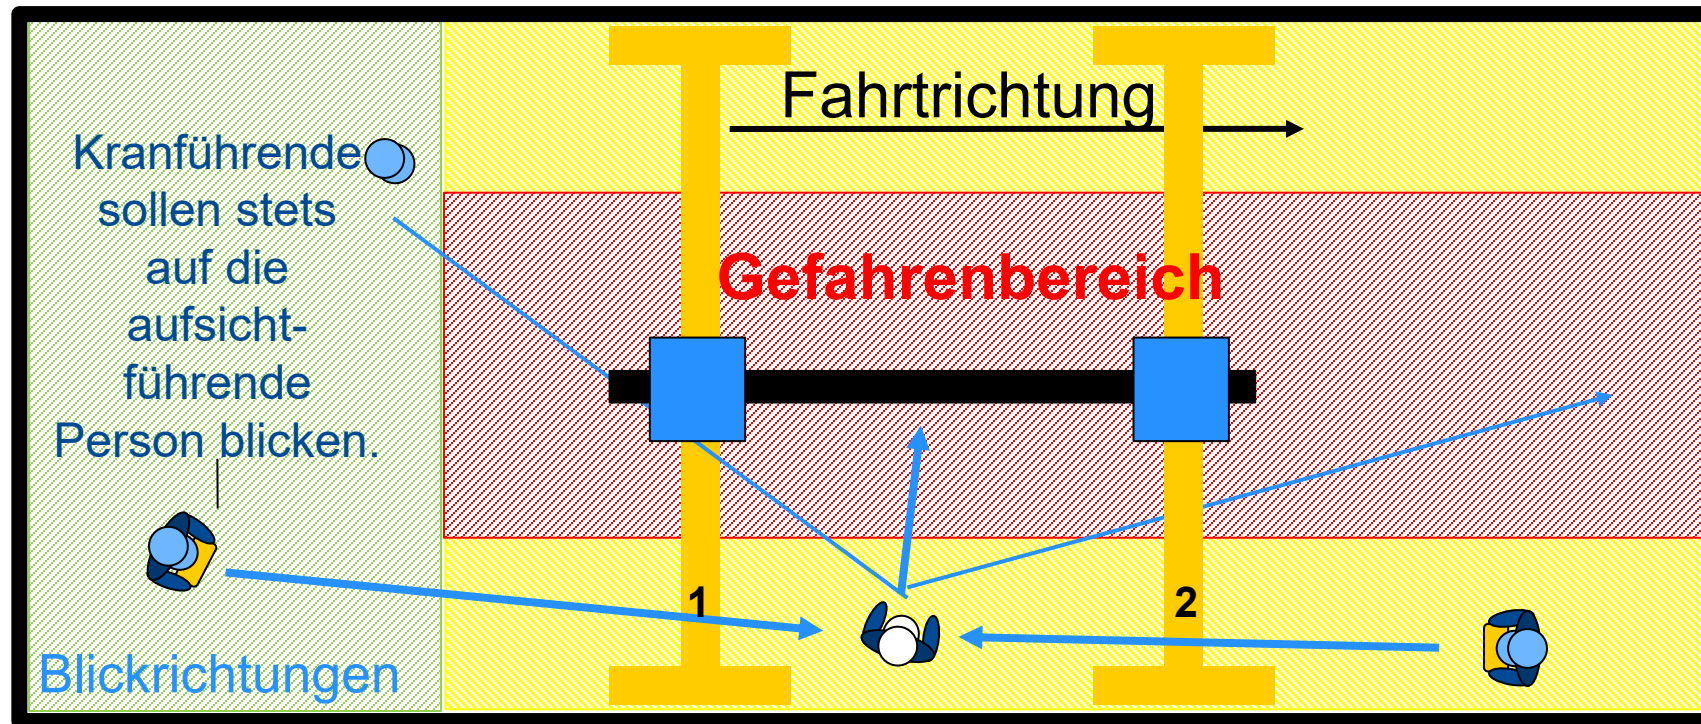 Fahrtrichtung
Kranführende
sollen stets
auf die
aufsicht-
führende
Person blicken.
Gefahrenbereich
1
2
Blickrichtungen